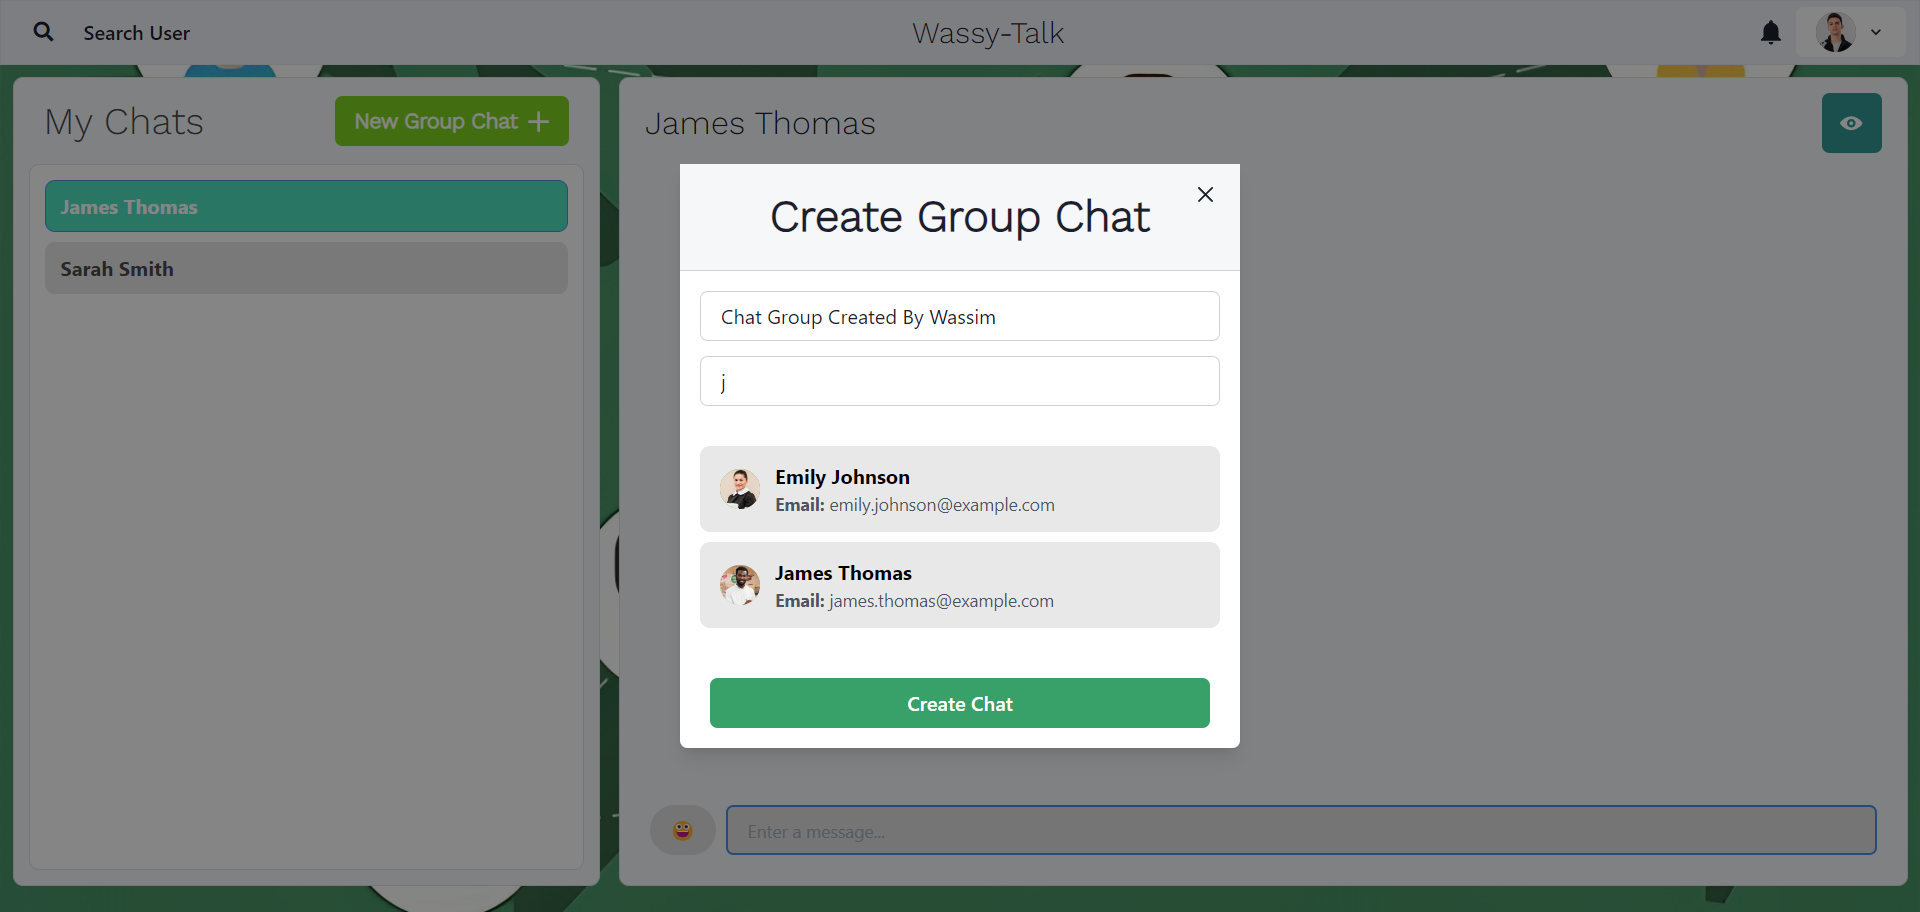 Search User
Wassy-Talk
My Chats
New Group Chat
James Thomas
Sarah Smith
James Thomas
Create Group Chat
Chat Group Created By Wassim
j
Emily Johnson
Email: emily.johnson@example.com
James Thomas
Email: james.thomas@example.com
Create Chat
Enter a message...